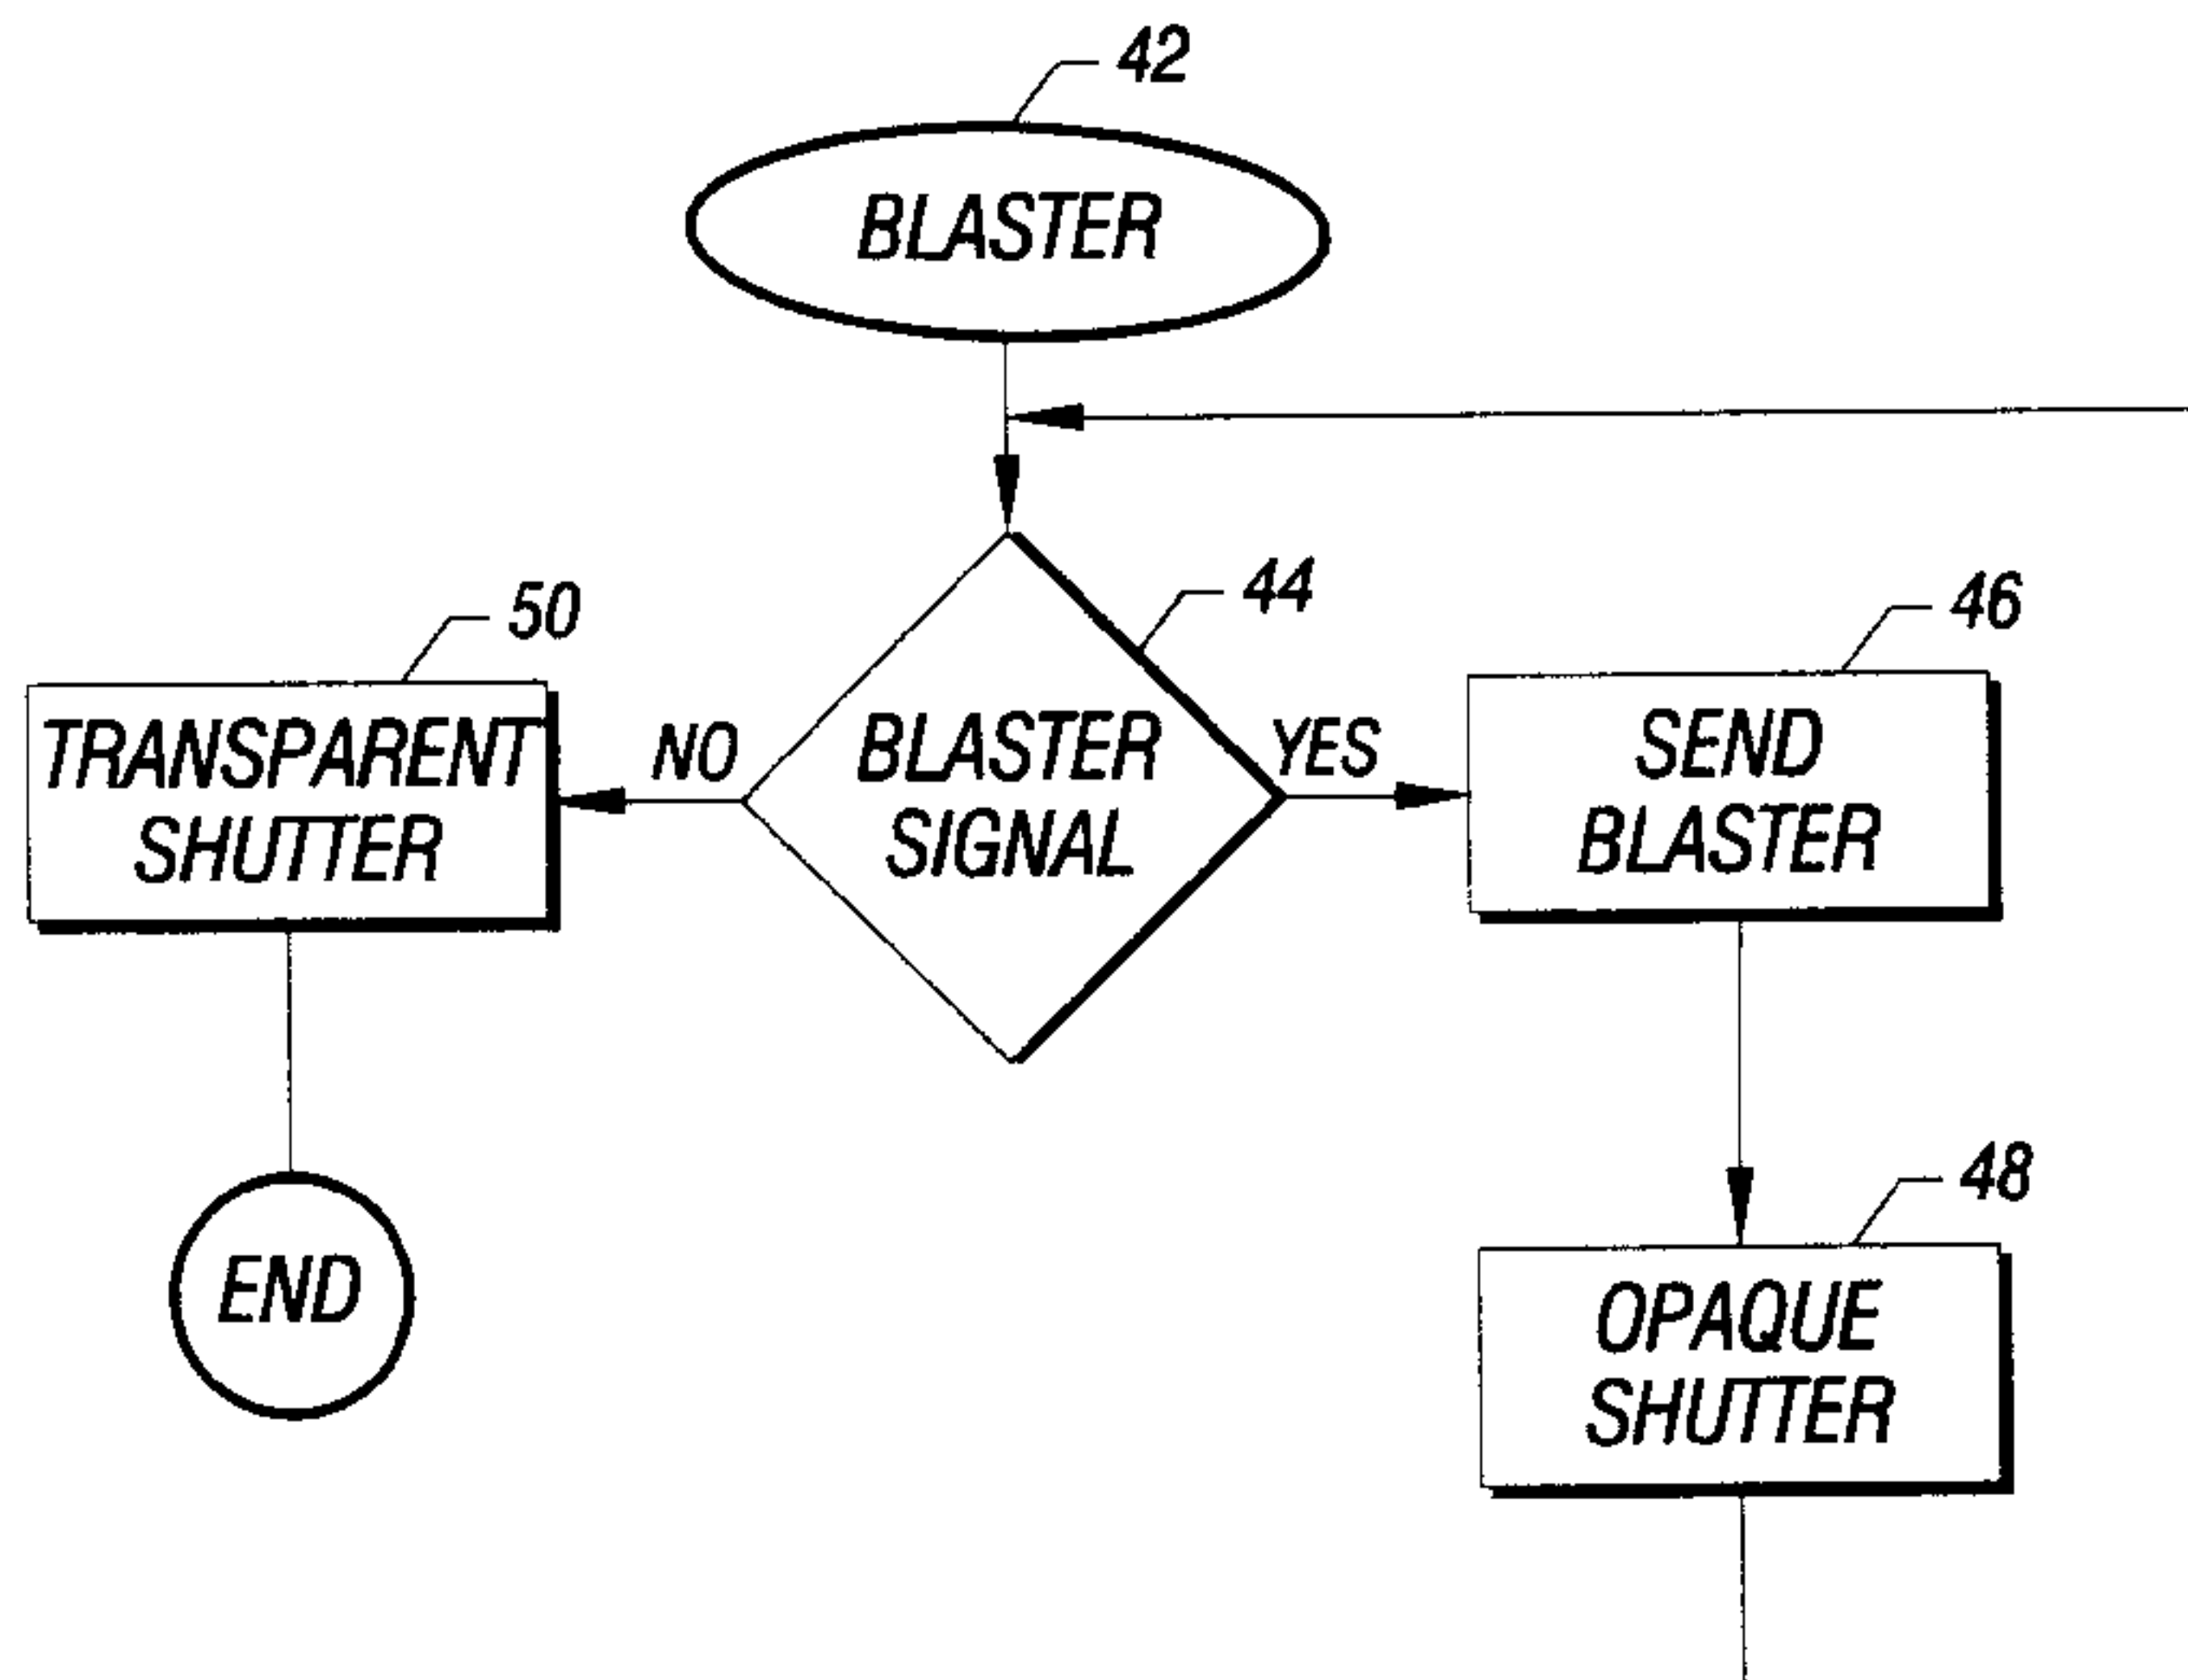 42
BLASTER
44
BLASTER
SIGNAL
NO
YES
50
TRANSPARENT
SHUTTER
END
46
SEND
BLASTER
48
OPAQUE
SHUTTER